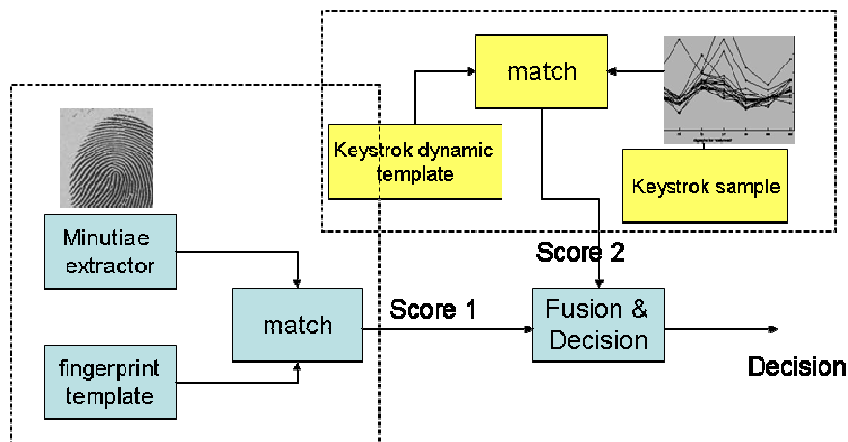 match
Keystrok dynamic
template
Keystrok sample
Minutiae
extractor
Score 2
match
Score 1
Fusion &
Decision
fingerprint
template
Decision